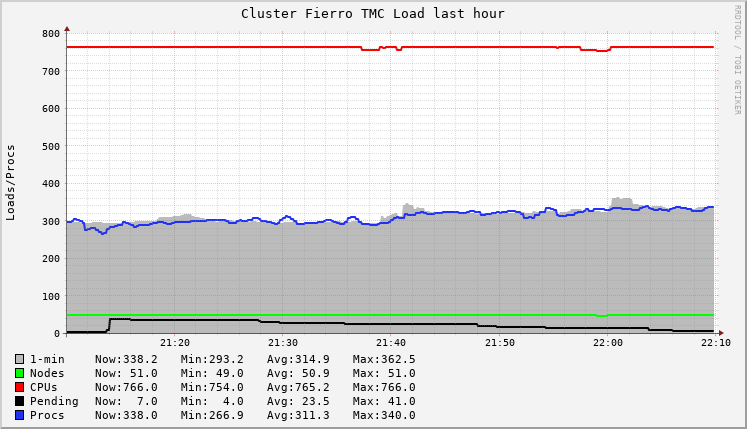 Cluster Fierro TMC Load last hour
RRDTOOL / TOBI OETIKER
Loads/Procs
800
700
600
500
400
300
200
100
0
21:20 21:30 21:40 21:50 22:00 22:10
1-min Now:338.2 Min:293.2 Avg:314.9 Max:362.5
Nodes Now: 51.0 Min: 49.0 Avg: 50.9 Max: 51.0
CPUs Now:766.0 Min:754.0 Avg:765.2 Max:766.0
Pending Now: 7.0 Min: 4.0 Avg: 23.5 Max: 41.0
Procs Now:338.0 Min:266.9 Avg:311.3 Max:340.0